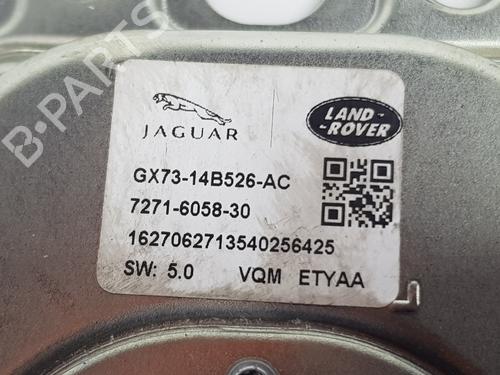 JAGUAR
LAND-
-ROVER
GX73-14B526-AC
7271-6058-30
1627062713540256425
SW: 5.0 VQM ETYAA
B-PARTS